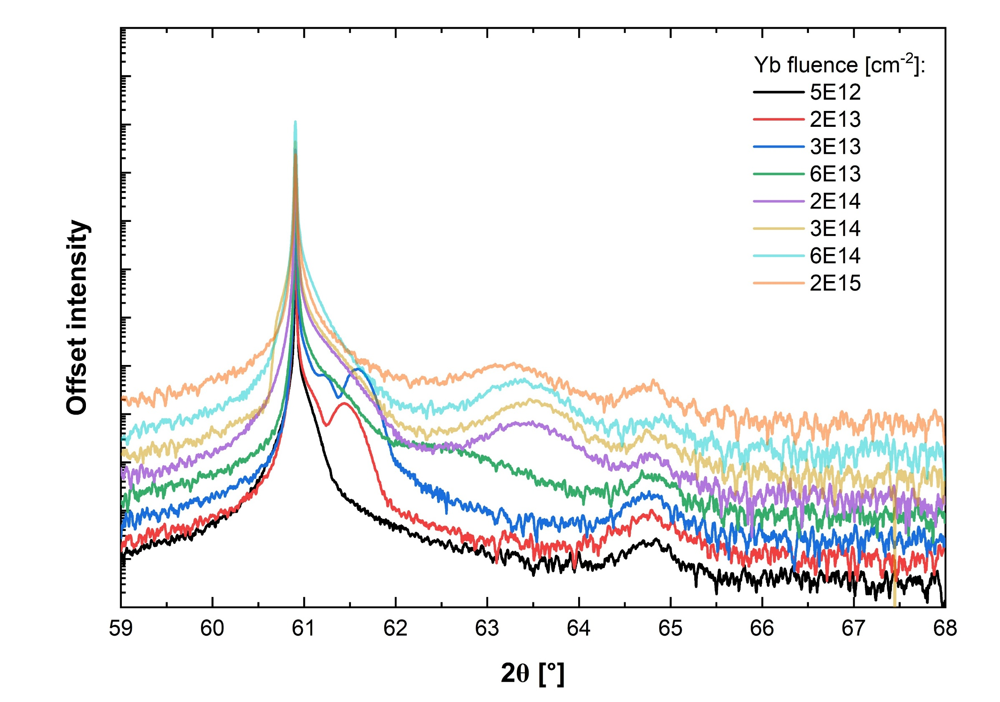 Yb fluence [cm⁻²]:
5E12
2E13
3E13
6E13
2E14
3E14
6E14
2E15
Offset intensity
59 60 61 62 63 64 65 66 67 68
2θ [°]